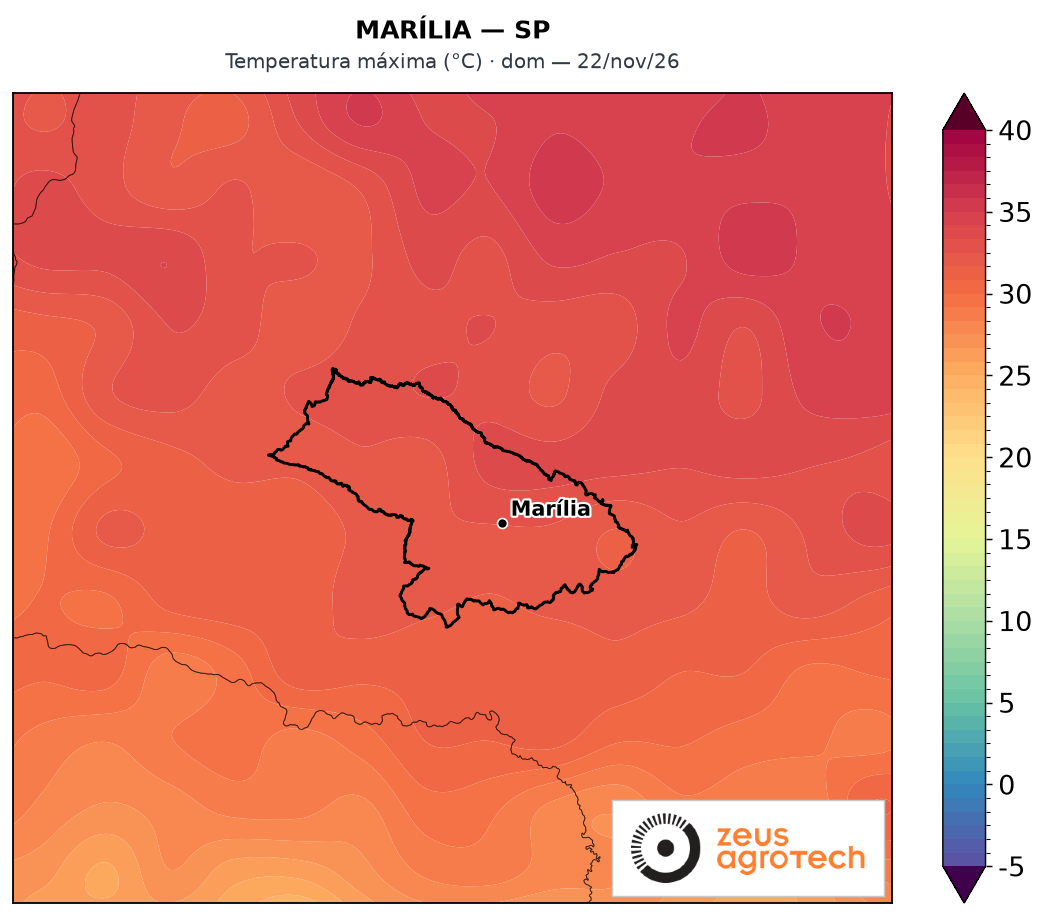 MARÍLIA — SP
Temperatura máxima (°C) · dom — 22/nov/26
40
35
30
25
20
15
10
5
0
-5
Marília
zeus
agrotech